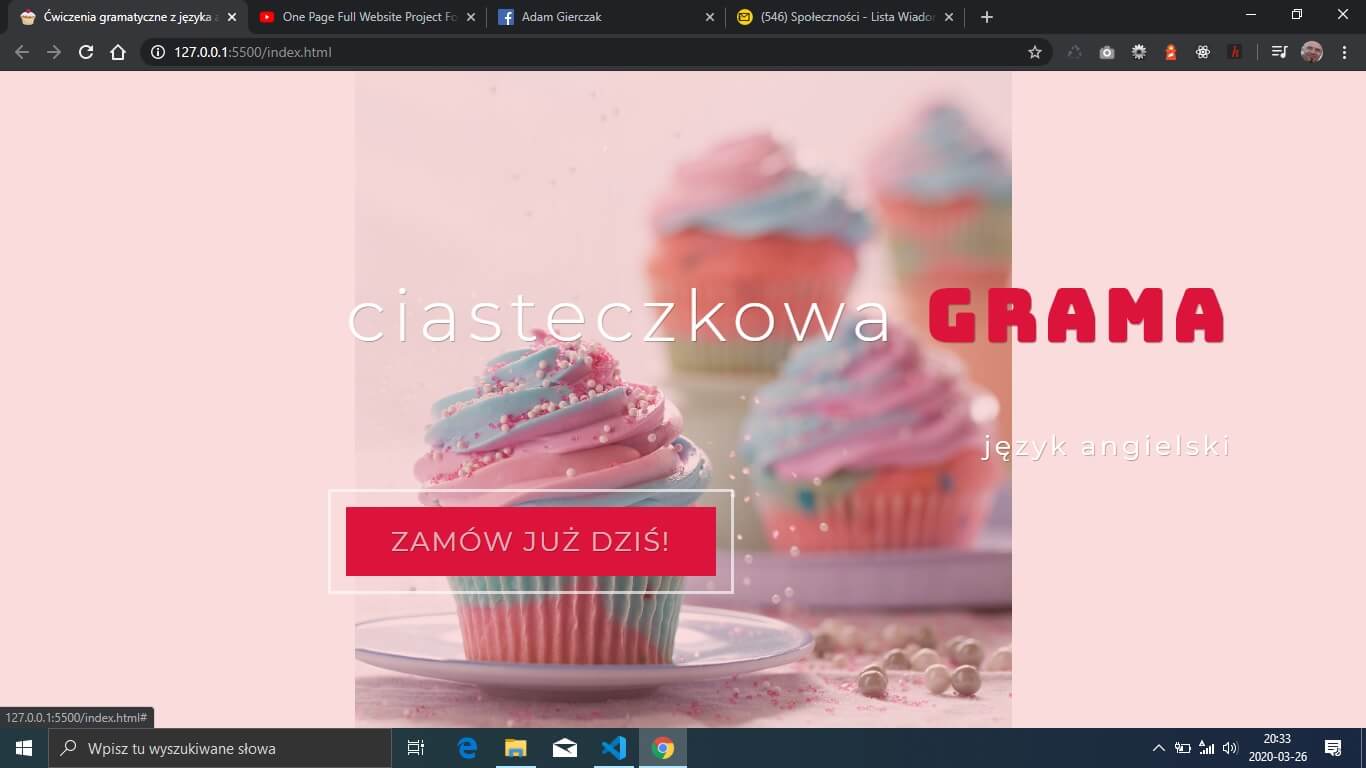 Ćwiczenia gramatyczne z języka a
One Page Full Website Project Fo
Adam Gierczak
(546) Społeczności - Lista Wiador
127.0.0.1:5500/index.html
ciasteczkowa GRAMA
język angielski
ZAMÓW JUŻ DZIŚ!
127.0.0.1:5500/index.html#
Wpisz tu wyszukiwane słowa
20:33
2020-03-26